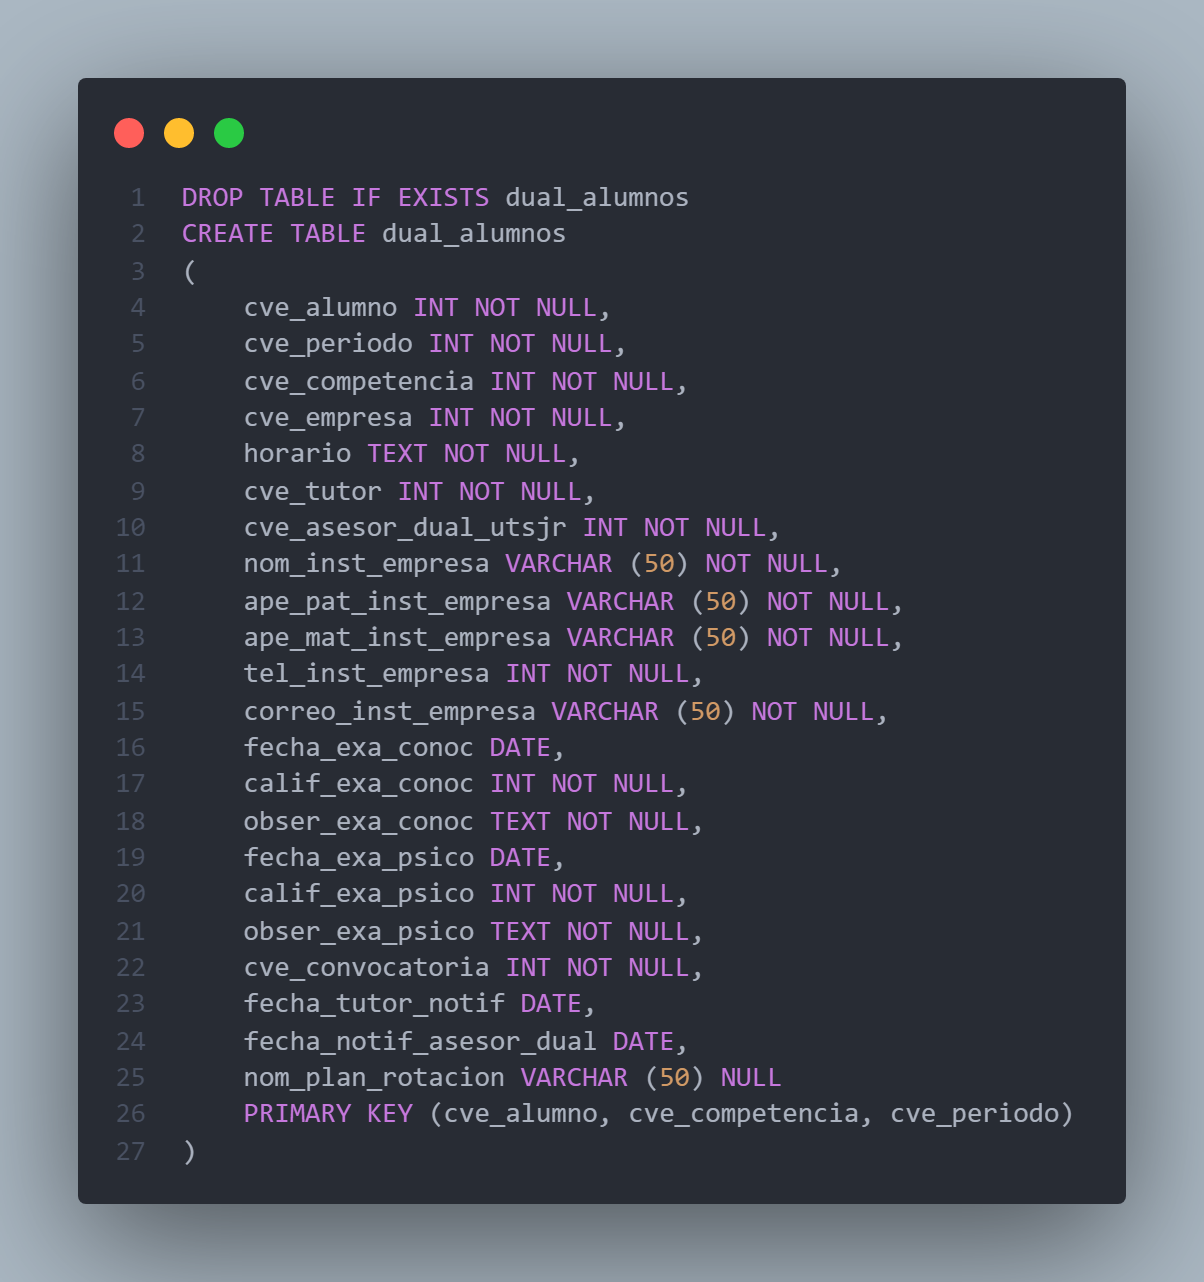 1 DROP TABLE IF EXISTS dual_alumnos
2 CREATE TABLE dual_alumnos
3 (
4     cve_alumno INT NOT NULL,
5     cve_periodo INT NOT NULL,
6     cve_competencia INT NOT NULL,
7     cve_empresa INT NOT NULL,
8     horario TEXT NOT NULL,
9     cve_tutor INT NOT NULL,
10     cve_asesor_dual_utsjr INT NOT NULL,
11     nom_inst_empresa VARCHAR (50) NOT NULL,
12     ape_pat_inst_empresa VARCHAR (50) NOT NULL,
13     ape_mat_inst_empresa VARCHAR (50) NOT NULL,
14     tel_inst_empresa INT NOT NULL,
15     correo_inst_empresa VARCHAR (50) NOT NULL,
16     fecha_exa_conoc DATE,
17     calif_exa_conoc INT NOT NULL,
18     obser_exa_conoc TEXT NOT NULL,
19     fecha_exa_psico DATE,
20     calif_exa_psico INT NOT NULL,
21     obser_exa_psico TEXT NOT NULL,
22     cve_convocatoria INT NOT NULL,
23     fecha_tutor_notif DATE,
24     fecha_notif_asesor_dual DATE,
25     nom_plan_rotacion VARCHAR (50) NULL
26     PRIMARY KEY (cve_alumno, cve_competencia, cve_periodo)
27 )